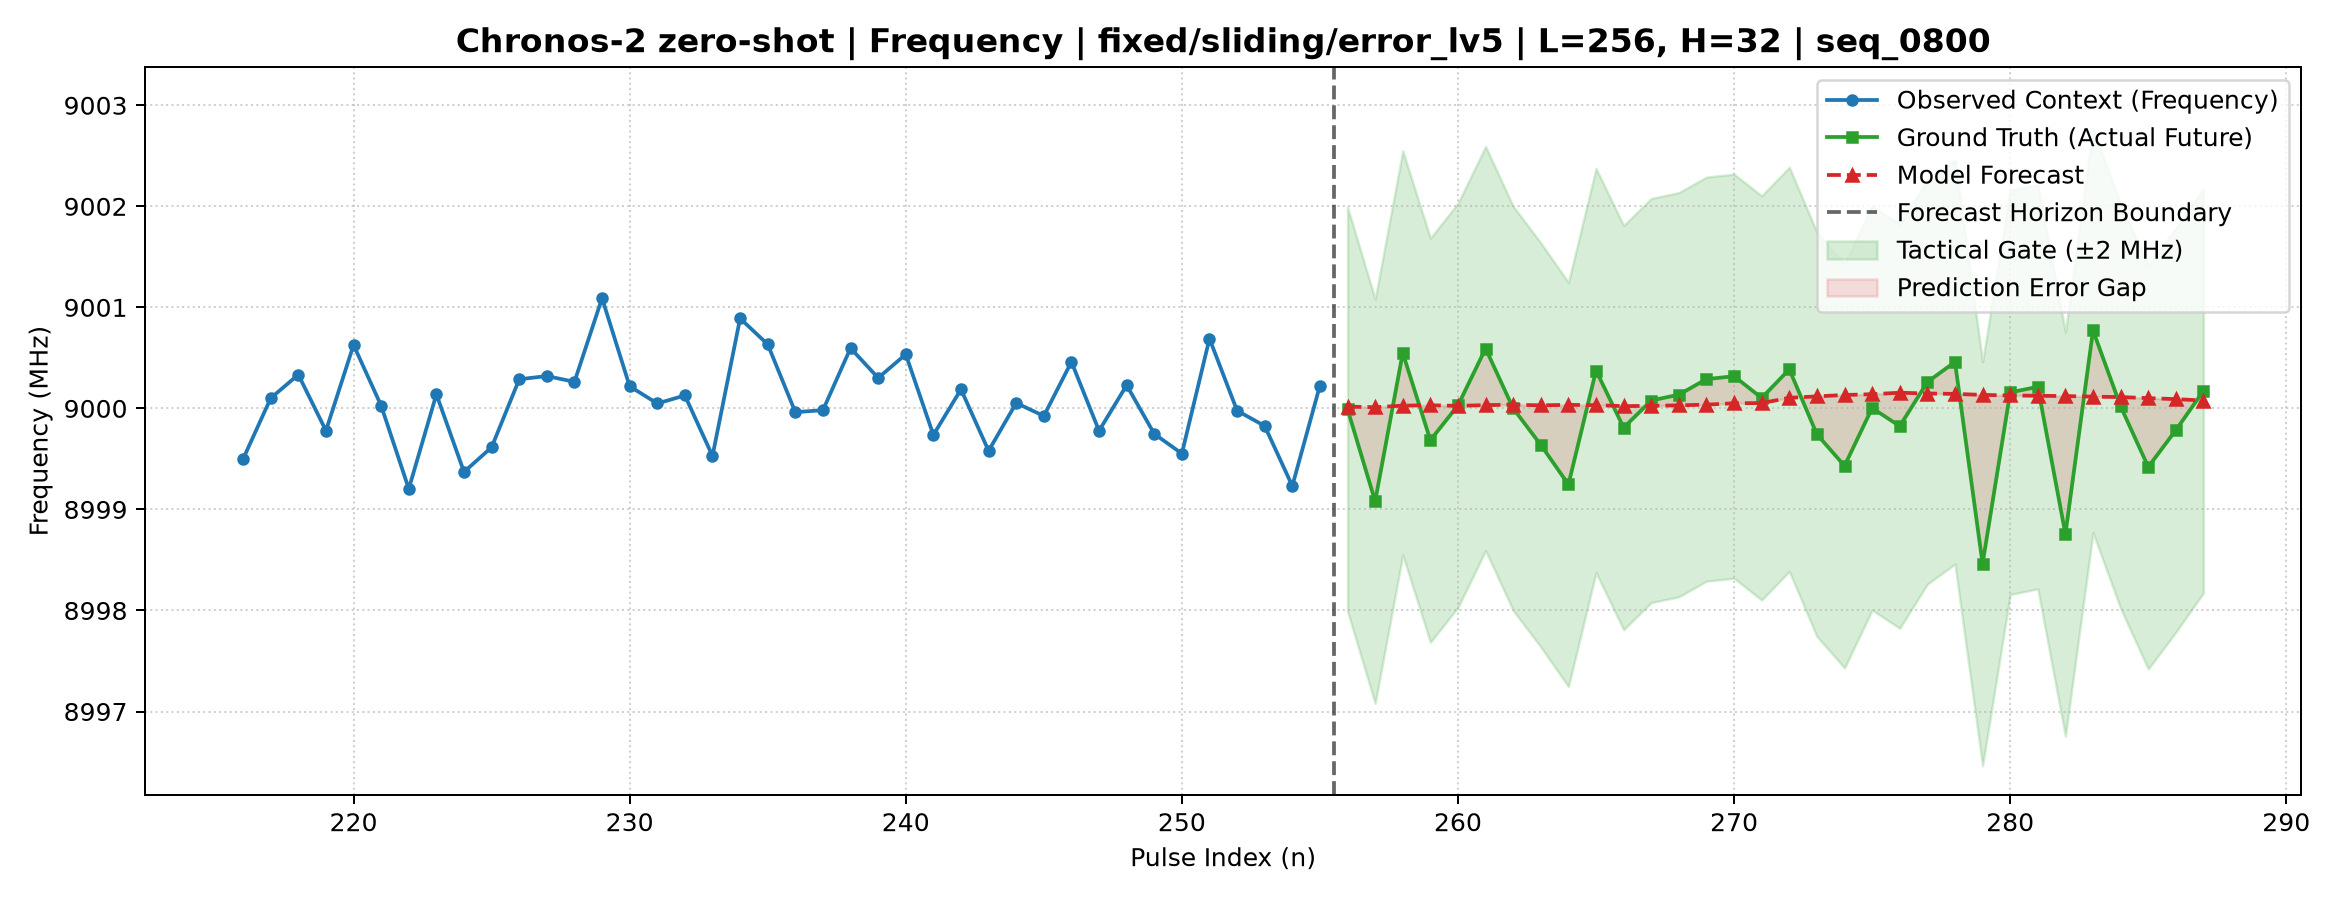 Chronos-2 zero-shot | Frequency | fixed/sliding/error_lv5 | L=256, H=32 | seq_0800
Frequency (MHz)
9003
9002
9001
9000
8999
8998
8997
Observed Context (Frequency)
Ground Truth (Actual Future)
Model Forecast
Forecast Horizon Boundary
Tactical Gate (±2 MHz)
Prediction Error Gap
220 230 240 250 260 270 280 290
Pulse Index (n)